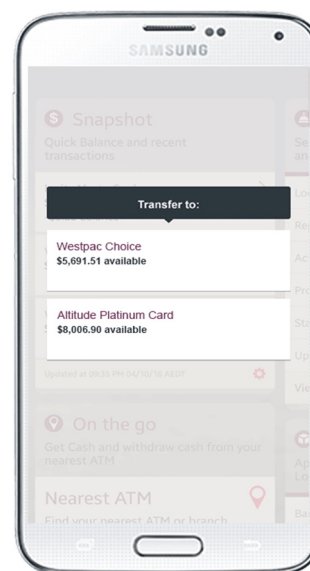 SAMSUNG
Snapshot
Quick Balance and recent
transactions
Transfer to:
Westpac Choice
$5,691.51 available
Altitude Platinum Card
$8,006.90 available
Updated at 05:35 PM 04/10/16 AEDT
On the go
Get Cash and withdraw cash from your
nearest ATM
Nearest ATM
Find your nearest ATM or branch